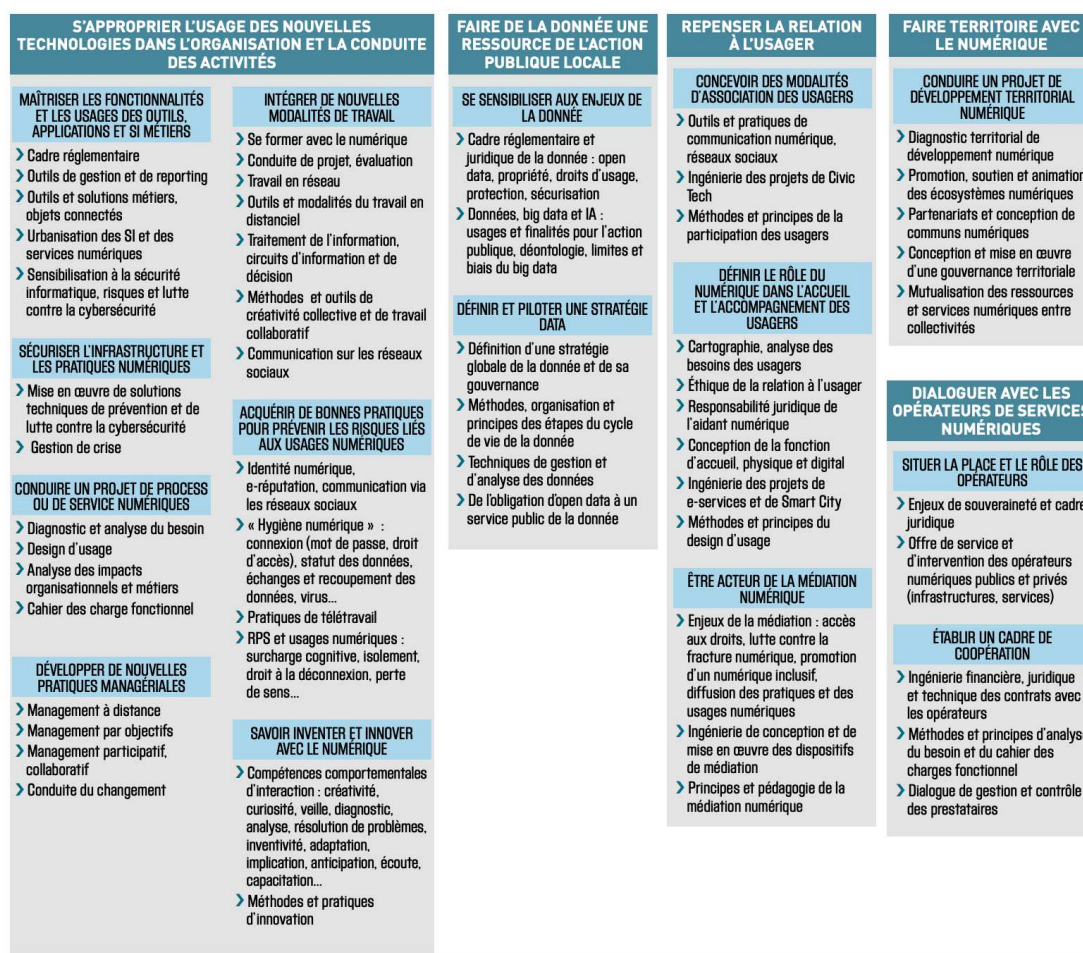 S'APPROPRIER L'USAGE DES NOUVELLES
TECHNOLOGIES DANS L'ORGANISATION ET LA CONDUITE
DES ACTIVITÉS
MAÎTRISER LES FONCTIONNALITÉS
ET LES USAGES DES OUTILS,
APPLICATIONS ET SI MÉTIERS
❯ Cadre réglementaire
❯ Outils de gestion et de reporting
❯ Outils et solutions métiers,
objets connectés
❯ Urbanisation des SI et des
services numériques
❯ Sensibilisation à la sécurité
informatique, risques et lutte
contre la cybersécurité
SÉCURISER L'INFRASTRUCTURE ET
LES PRATIQUES NUMÉRIQUES
❯ Mise en œuvre de solutions
techniques de prévention et de
lutte contre la cybersécurité
❯ Gestion de crise
CONDUIRE UN PROJET DE PROCESS
OU DE SERVICE NUMÉRIQUES
❯ Diagnostic et analyse du besoin
❯ Design d'usage
❯ Analyse des impacts
organisationnels et métiers
❯ Cahier des charge fonctionnel
DÉVELOPPER DE NOUVELLES
PRATIQUES MANAGÉRIALES
❯ Management à distance
❯ Management par objectifs
❯ Management participatif,
collaboratif
❯ Conduite du changement
INTÉGRER DE NOUVELLES
MODALITÉS DE TRAVAIL
❯ Se former avec le numérique
❯ Conduite de projet, évaluation
❯ Travail en réseau
❯ Outils et modalités du travail en
distanciel
❯ Traitement de l'information,
circuits d'information et de
décision
❯ Méthodes et outils de
créativité collective et de travail
collaboratif
❯ Communication sur les réseaux
sociaux
ACQUÉRIR DE BONNES PRATIQUES
POUR PRÉVENIR LES RISQUES LIÉS
AUX USAGES NUMÉRIQUES
❯ Identité numérique,
e-réputation, communication via
les réseaux sociaux
❯ « Hygiène numérique » :
connexion (mot de passe, droit
d'accès), statut des données,
échanges et recoupement des
données, virus...
❯ Pratiques de télétravail
❯ RPS et usages numériques :
surcharge cognitive, isolement,
droit à la déconnexion, perte
de sens...
SAVOIR INVENTER ET INNOVER
AVEC LE NUMÉRIQUE
❯ Compétences comportementales
d'interaction : créativité,
curiosité, veille, diagnostic,
analyse, résolution de problèmes,
inventivité, adaptation,
implication, anticipation, écoute,
capacitation...
❯ Méthodes et pratiques
d'innovation
FAIRE DE LA DONNÉE UNE
RESSOURCE DE L'ACTION
PUBLIQUE LOCALE
SE SENSIBILISER AUX ENJEUX DE
LA DONNÉE
❯ Cadre réglementaire et
juridique de la donnée : open
data, propriété, droits d'usage,
protection, sécurisation
❯ Données, big data et IA :
usages et finalités pour l'action
publique, déontologie, limites et
biais du big data
DÉFINIR ET PILOTER UNE STRATÉGIE
DATA
❯ Définition d'une stratégie
globale de la donnée et de sa
gouvernance
❯ Méthodes, organisation et
principes des étapes du cycle
de vie de la donnée
❯ Techniques de gestion et
d'analyse des données
❯ De l'obligation d'open data à un
service public de la donnée
REPENSER LA RELATION
À L'USAGER
CONCEVOIR DES MODALITÉS
D'ASSOCIATION DES USAGERS
❯ Outils et pratiques de
communication numérique,
réseaux sociaux
❯ Ingénierie des projets de Civic
Tech
❯ Méthodes et principes de la
participation des usagers
DÉFINIR LE RÔLE DU
NUMÉRIQUE DANS L'ACCUEIL
ET L'ACCOMPAGNEMENT DES
USAGERS
❯ Cartographie, analyse des
besoins des usagers
❯ Éthique de la relation à l'usager
❯ Responsabilité juridique de
l'aidant numérique
❯ Conception de la fonction
d'accueil, physique et digital
❯ Ingénierie des projets de
e-services et de Smart City
❯ Méthodes et principes du
design d'usage
ÊTRE ACTEUR DE LA MÉDIATION
NUMÉRIQUE
❯ Enjeux de la médiation : accès
aux droits, lutte contre la
fracture numérique, promotion
d'un numérique inclusif,
diffusion des pratiques et des
usages numériques
❯ Ingénierie de conception et de
mise en œuvre des dispositifs
de médiation
❯ Principes et pédagogie de la
médiation numérique
FAIRE TERRITOIRE AVEC
LE NUMÉRIQUE
CONDUIRE UN PROJET DE
DÉVELOPPEMENT TERRITORIAL
NUMÉRIQUE
❯ Diagnostic territorial de
développement numérique
❯ Promotion, soutien et animation
des écosystèmes numériques
❯ Partenariats et conception de
communs numériques
❯ Conception et mise en œuvre
d'une gouvernance territoriale
❯ Mutualisation des ressources
et services numériques entre
collectivités
DIALOGUER AVEC LES
OPÉRATEURS DE SERVICES
NUMÉRIQUES
SITUER LA PLACE ET LE RÔLE DES
OPÉRATEURS
❯ Enjeux de souveraineté et cadre
juridique
❯ Offre de service et
d'intervention des opérateurs
numériques publics et privés
(infrastructures, services)
ÉTABLIR UN CADRE DE
COOPÉRATION
❯ Ingénierie financière, juridique
et technique des contrats avec
les opérateurs
❯ Méthodes et principes d'analyse
du besoin et du cahier des
charges fonctionnel
❯ Dialogue de gestion et contrôle
des prestataires